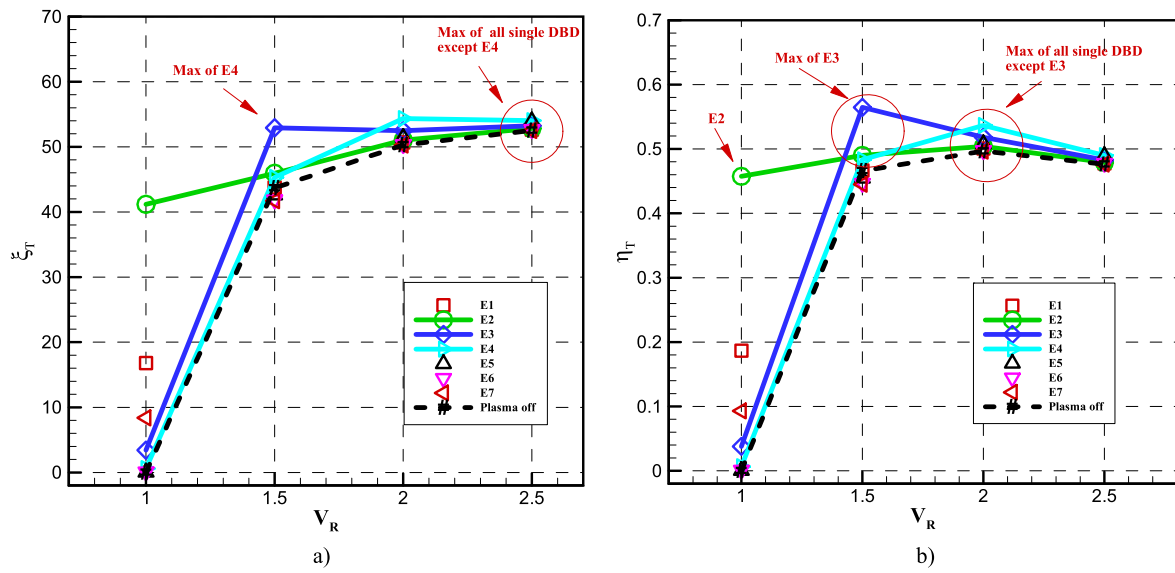 70
60
50
40
30
20
10
0
ξT
1
1.5
2
2.5
VR
Max of E4
Max of all single DBD
except E4
E1
E2
E3
E4
E5
E6
E7
Plasma off
a)
0.7
0.6
0.5
0.4
0.3
0.2
0.1
0
ηT
1
1.5
2
2.5
VR
E2
Max of E3
Max of all single DBD
except E3
E1
E2
E3
E4
E5
E6
E7
Plasma off
b)